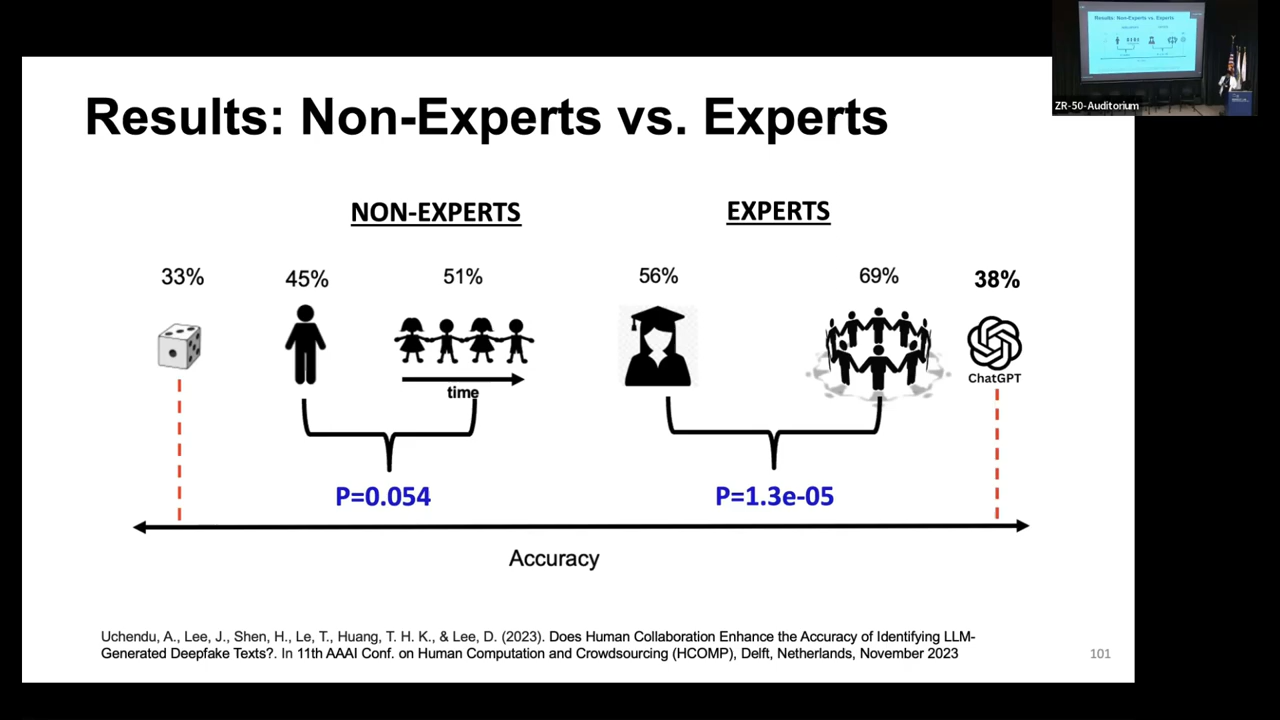 Results: Non-Experts vs. Experts
ZR-50-Auditorium
NON-EXPERTS
EXPERTS
33%
45%
51%
56%
69%
38%
time
ChatGPT
P=0.054
P=1.3e-05
Accuracy
Uchendu, A., Lee, J., Shen, H., Le, T., Huang, T. H. K., & Lee, D. (2023). Does Human Collaboration Enhance the Accuracy of Identifying LLM-
Generated Deepfake Texts?. In 11th AAAI Conf. on Human Computation and Crowdsourcing (HCOMP), Delft, Netherlands, November 2023
101